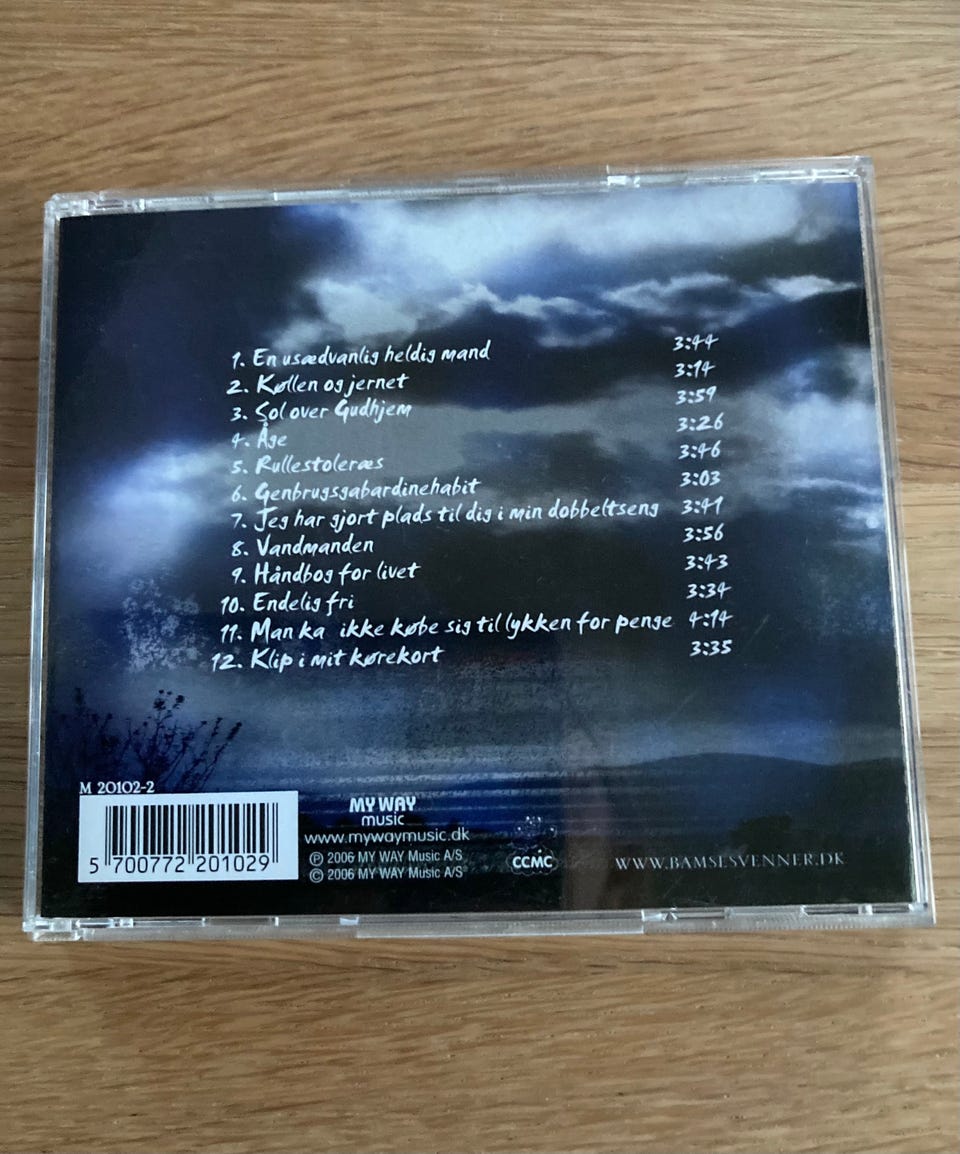 1. En usædvanlig heldig mand 3:44
2. Køllen og jernet 3:14
3. Sol over Gudhjem 3:59
4. Åge 3:26
5. Rullestoleræs 3:46
6. Genbrugsgabardinehabit 3:03
7. Jeg har gjort plads til dig i min dobbeltseng 3:41
8. Vandmanden 3:56
9. Håndbog for livet 3:43
10. Endelig fri 3:34
11. Man ka ikke købe sig til lykken for penge 4:14
12. Klip i mit kørekort 3:35
M 20102-2
5 700772 201029
MY WAY
music
www.mywaymusic.dk
℗ 2006 MY WAY Music A/S
© 2006 MY WAY Music A/S
CCMC
WWW.BAMSESVENNER.DK